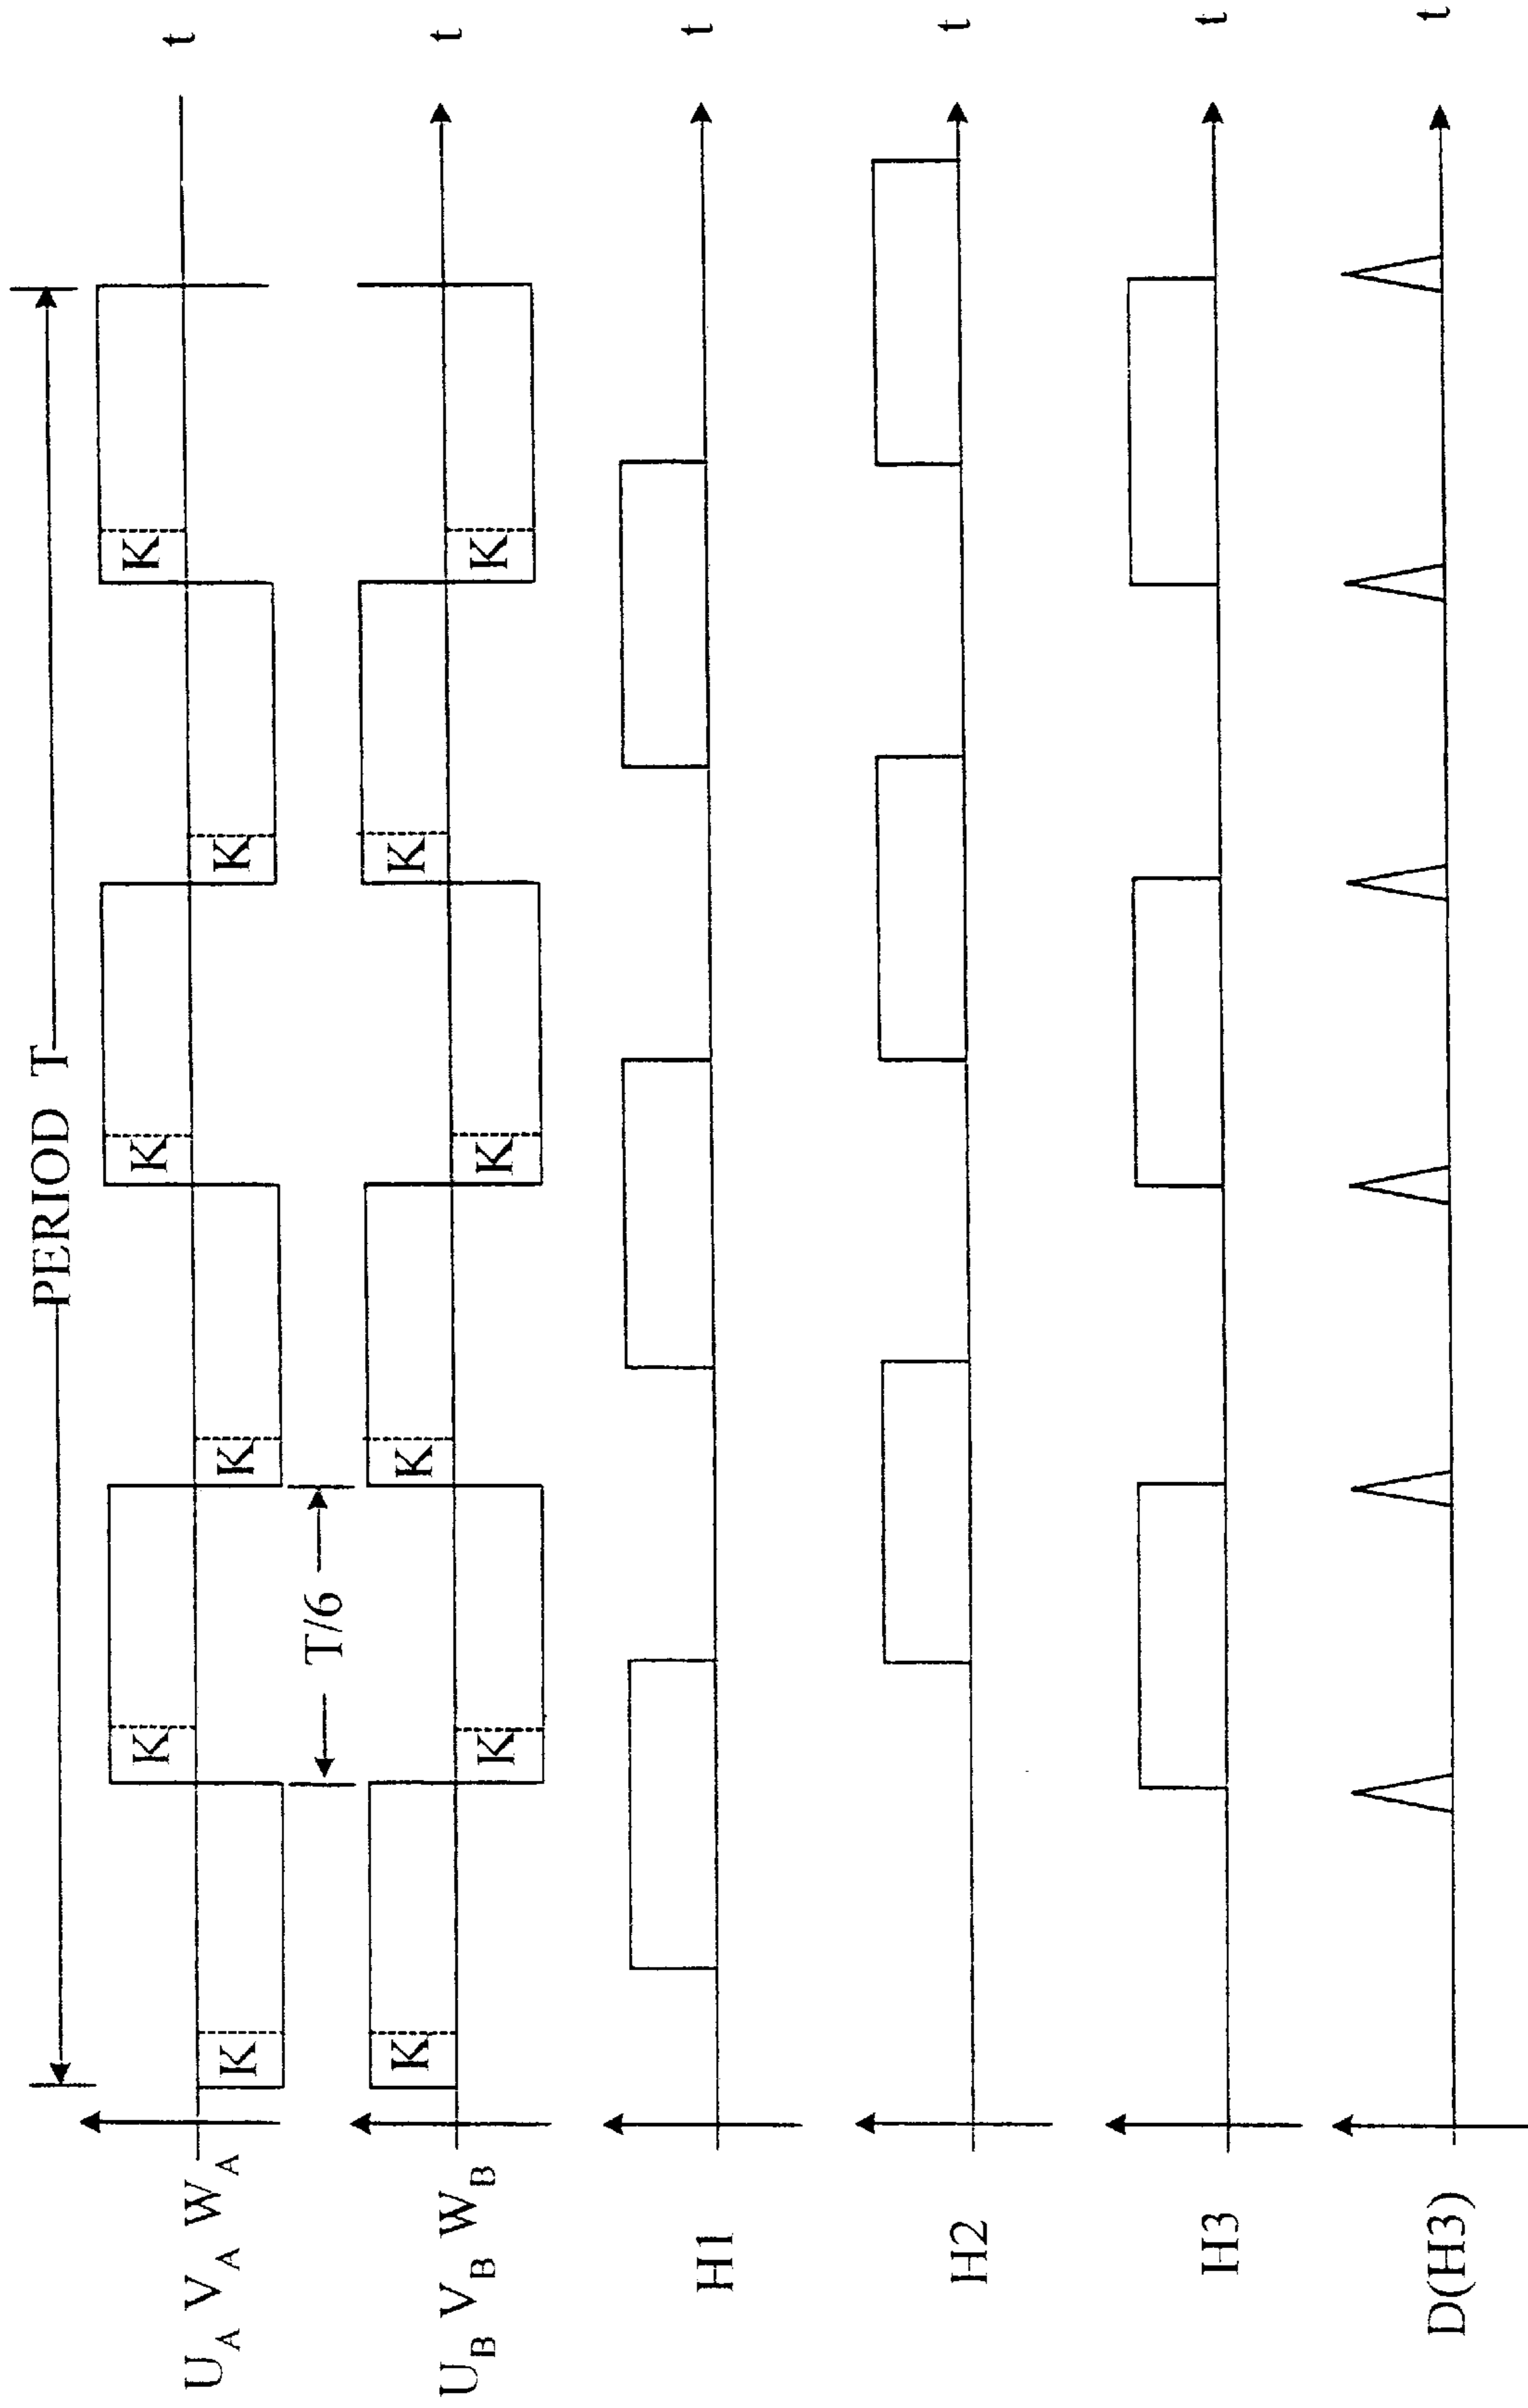 PERIOD T
U_A V_A W_A
K K K K K K
t
T/6
U_B V_B W_B
K K K K K K
t
H1
t
H2
t
H3
t
D(H3)
t